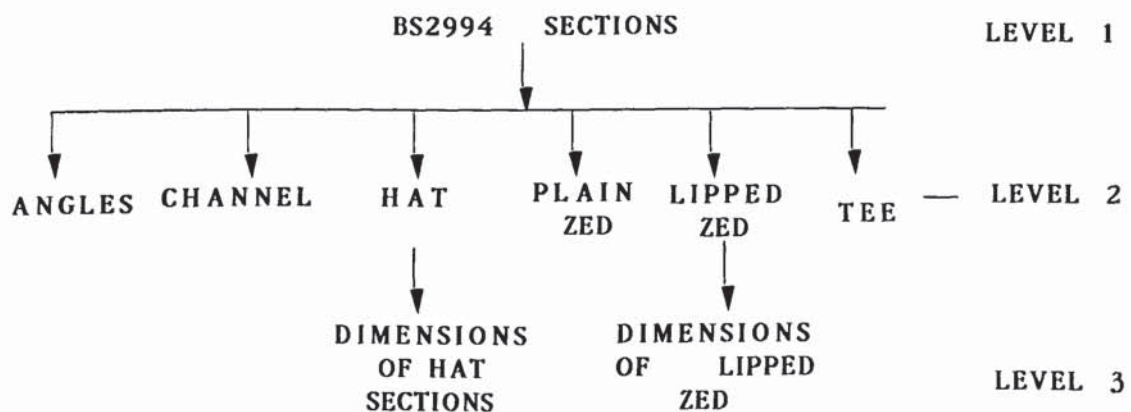 BS2994 SECTIONS LEVEL 1
ANGLES CHANNEL HAT PLAIN ZED LIPPED ZED TEE — LEVEL 2
DIMENSIONS OF HAT SECTIONS
DIMENSIONS OF LIPPED ZED
LEVEL 3